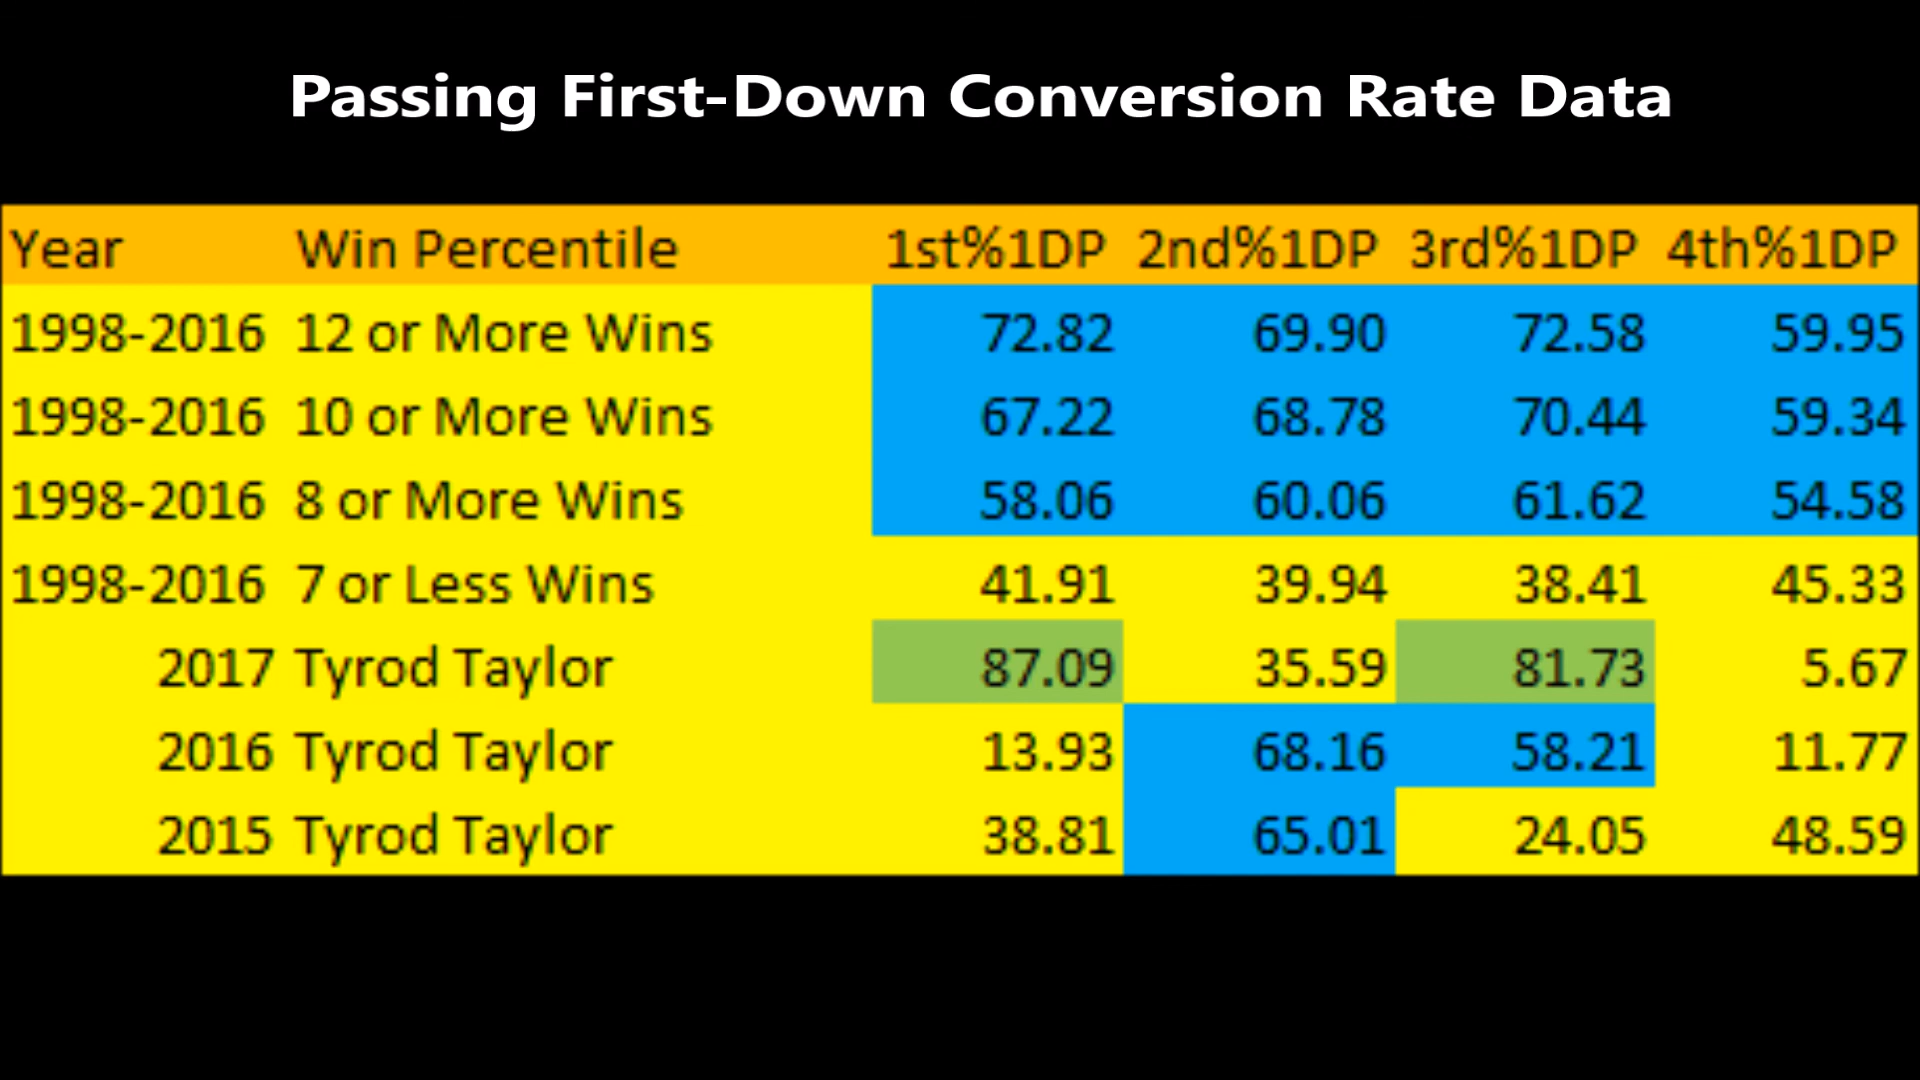 Passing First-Down Conversion Rate Data
Year Win Percentile 1st%1DP 2nd%1DP 3rd%1DP 4th%1DP
1998-2016 12 or More Wins 72.82 69.90 72.58 59.95
1998-2016 10 or More Wins 67.22 68.78 70.44 59.34
1998-2016 8 or More Wins 58.06 60.06 61.62 54.58
1998-2016 7 or Less Wins 41.91 39.94 38.41 45.33
2017 Tyrod Taylor 87.09 35.59 81.73 5.67
2016 Tyrod Taylor 13.93 68.16 58.21 11.77
2015 Tyrod Taylor 38.81 65.01 24.05 48.59